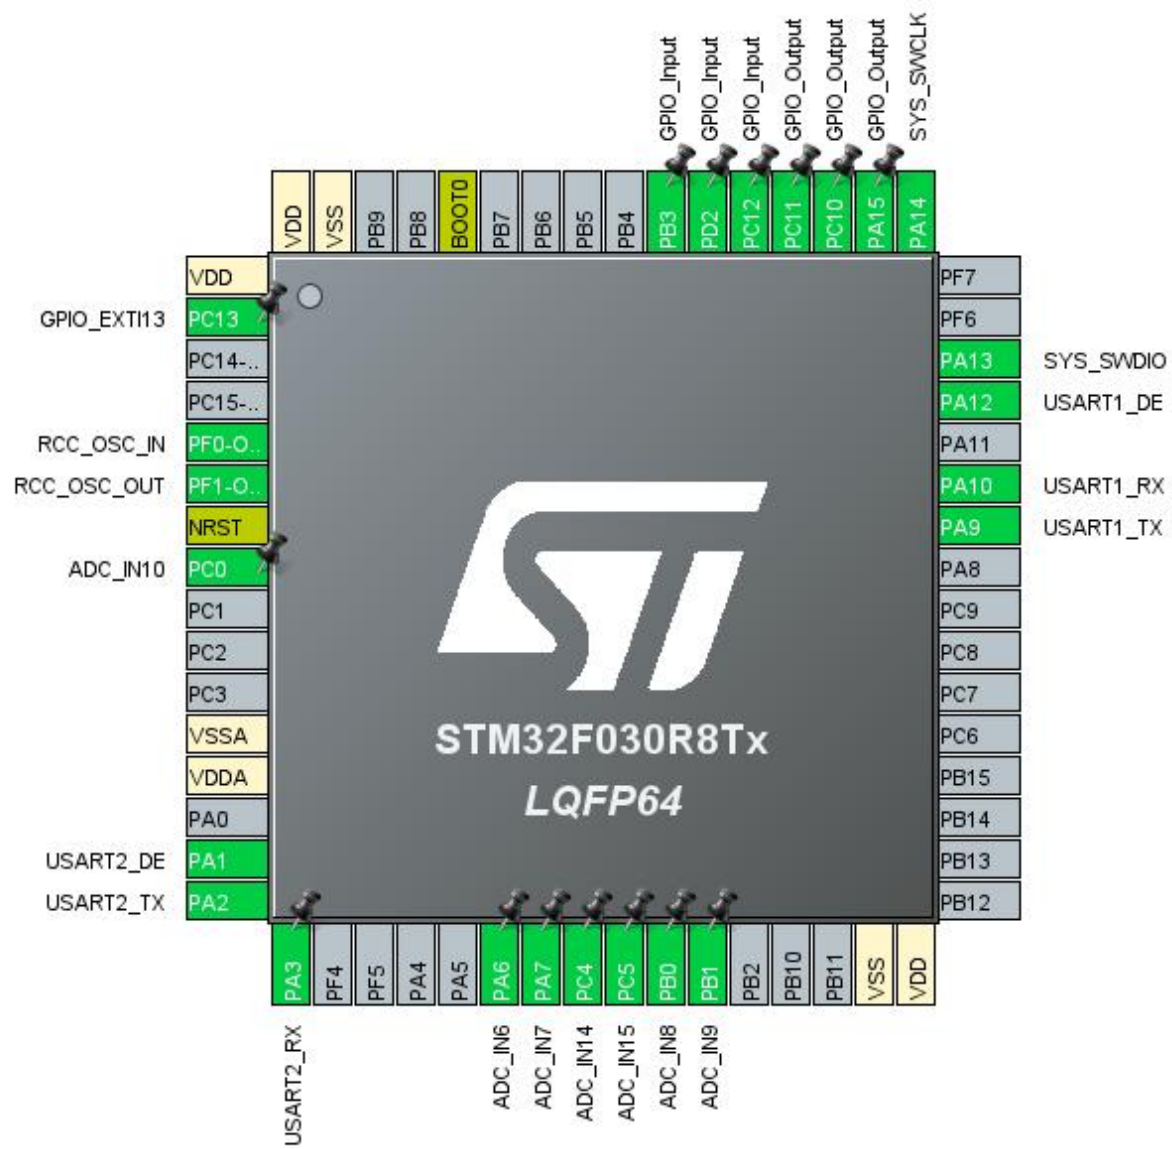 GPIO_Input
GPIO_Input
GPIO_Input
GPIO_Output
GPIO_Output
GPIO_Output
SYS_SWCLK
VDD
VSS
PB9
PB8
BOOT0
PB7
PB6
PB5
PB4
PB3
PD2
PC12
PC11
PC10
PA15
PA14
VDD
GPIO_EXTI13 PC13
PC14-..
PC15-..
RCC_OSC_IN PF0-O..
RCC_OSC_OUT PF1-O..
NRST
ADC_IN10 PC0
PC1
PC2
PC3
VSSA
VDDA
PA0
USART2_DE PA1
USART2_TX PA2
PF7
PF6
PA13 SYS_SWDIO
PA12 USART1_DE
PA11
PA10 USART1_RX
PA9 USART1_TX
PA8
PC9
PC8
PC7
PC6
PB15
PB14
PB13
PB12
STM32F030R8Tx
LQFP64
PA3
PF4
PF5
PA4
PA5
PA6
PA7
PC4
PC5
PB0
PB1
PB2
PB10
PB11
VSS
VDD
USART2_RX
ADC_IN6
ADC_IN7
ADC_IN14
ADC_IN15
ADC_IN8
ADC_IN9